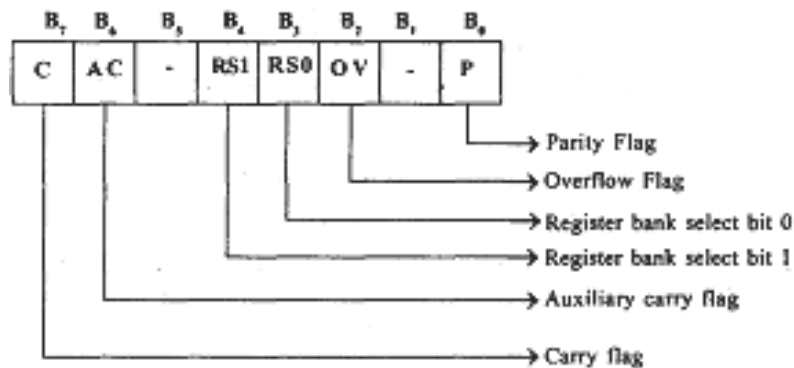 B₇ B₆ B₅ B₄ B₃ B₂ B₁ B₀
C AC - RS1 RS0 OV - P
Parity Flag
Overflow Flag
Register bank select bit 0
Register bank select bit 1
Auxiliary carry flag
Carry flag